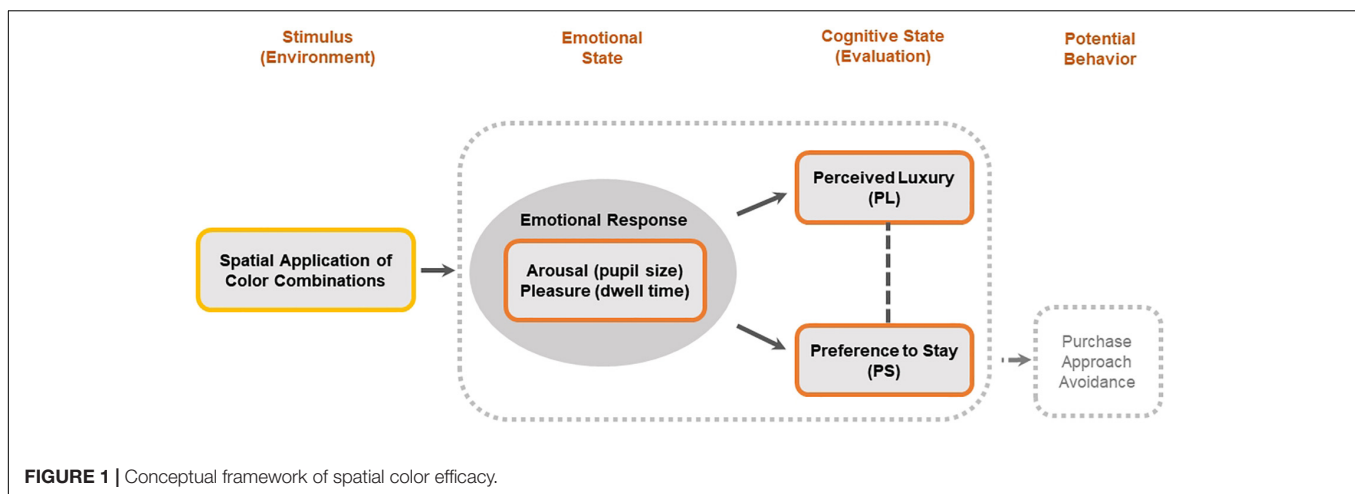 Stimulus
(Environment)
Emotional
State
Cognitive State
(Evaluation)
Potential
Behavior
Spatial Application of
Color Combinations
Emotional Response
Arousal (pupil size)
Pleasure (dwell time)
Perceived Luxury
(PL)
Preference to Stay
(PS)
Purchase
Approach
Avoidance
FIGURE 1 | Conceptual framework of spatial color efficacy.